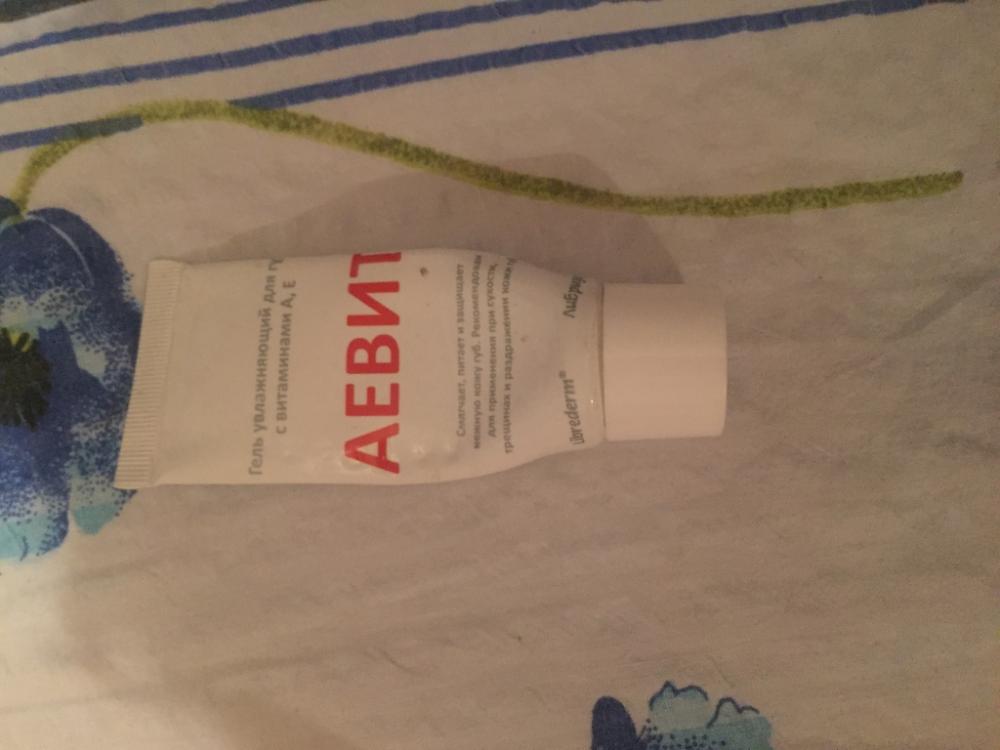 Гель увлажняющий для
с витаминами А, Е
АЕВИТ
Смягчает, питает и защищает
нежную кожу губ. Рекомендован
для применения при сухости,
трещинах и раздражении кожи
librederm®